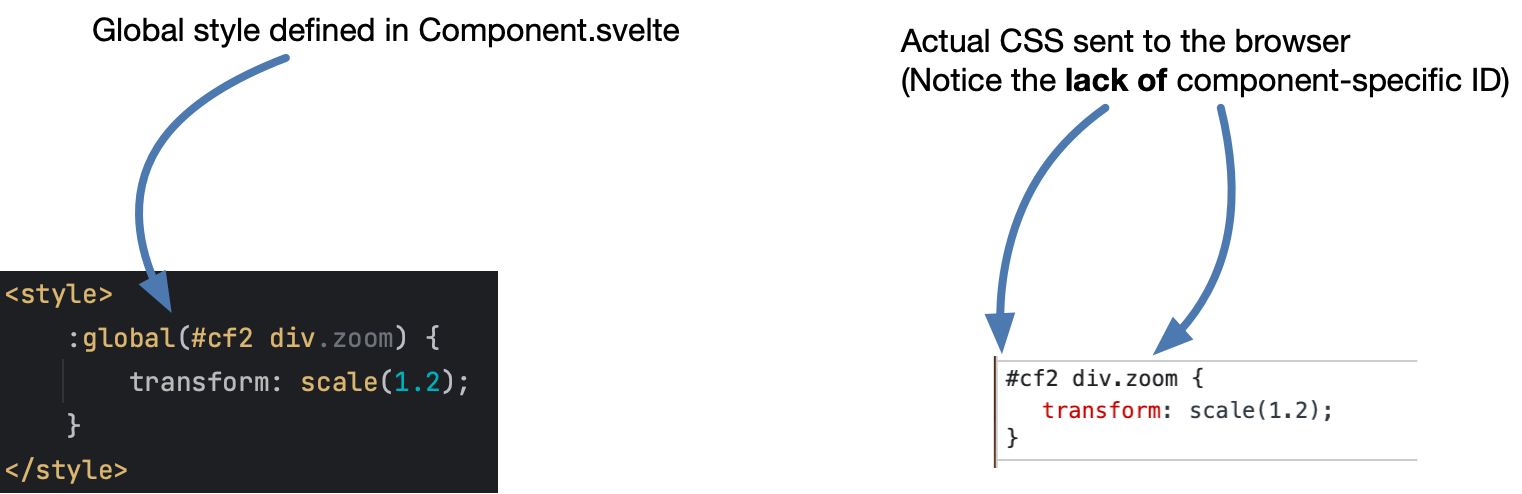 Global style defined in Component.svelte
Actual CSS sent to the browser
(Notice the lack of component-specific ID)
<style>
:global(#cf2 div.zoom) {
transform: scale(1.2);
}
</style>
#cf2 div.zoom {
transform: scale(1.2);
}